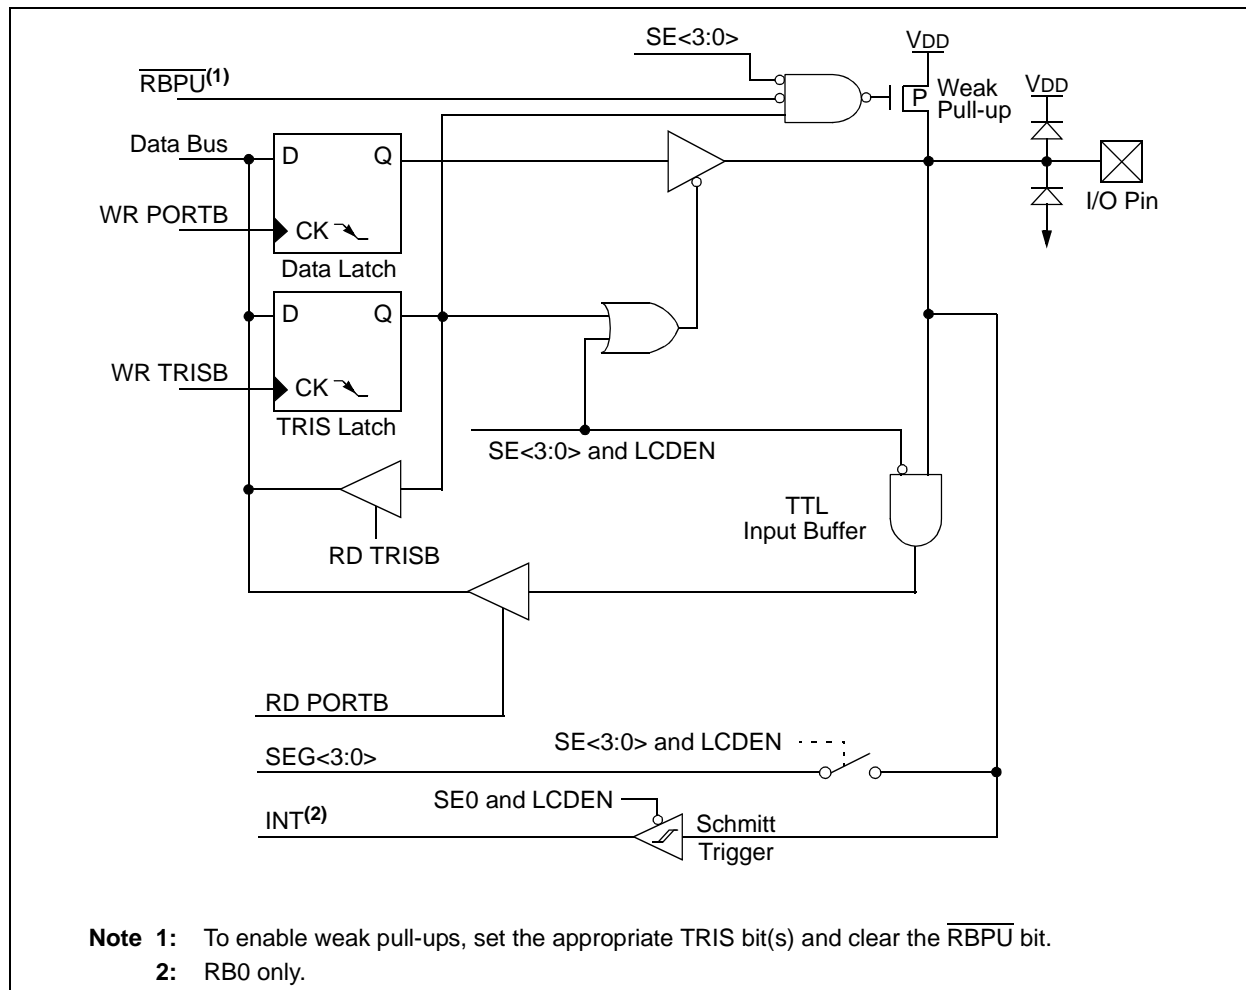 SE<3:0>
VDD
RBPU(1)
Weak
Pull-up
P
VDD
Data Bus
D Q
I/O Pin
WR PORTB
CK
Data Latch
D Q
WR TRISB
CK
TRIS Latch
SE<3:0> and LCDEN
TTL
Input Buffer
RD TRISB
RD PORTB
SE<3:0> and LCDEN
SEG<3:0>
SE0 and LCDEN
INT(2)
Schmitt
Trigger
Note 1: To enable weak pull-ups, set the appropriate TRIS bit(s) and clear the RBPU bit.
2: RB0 only.